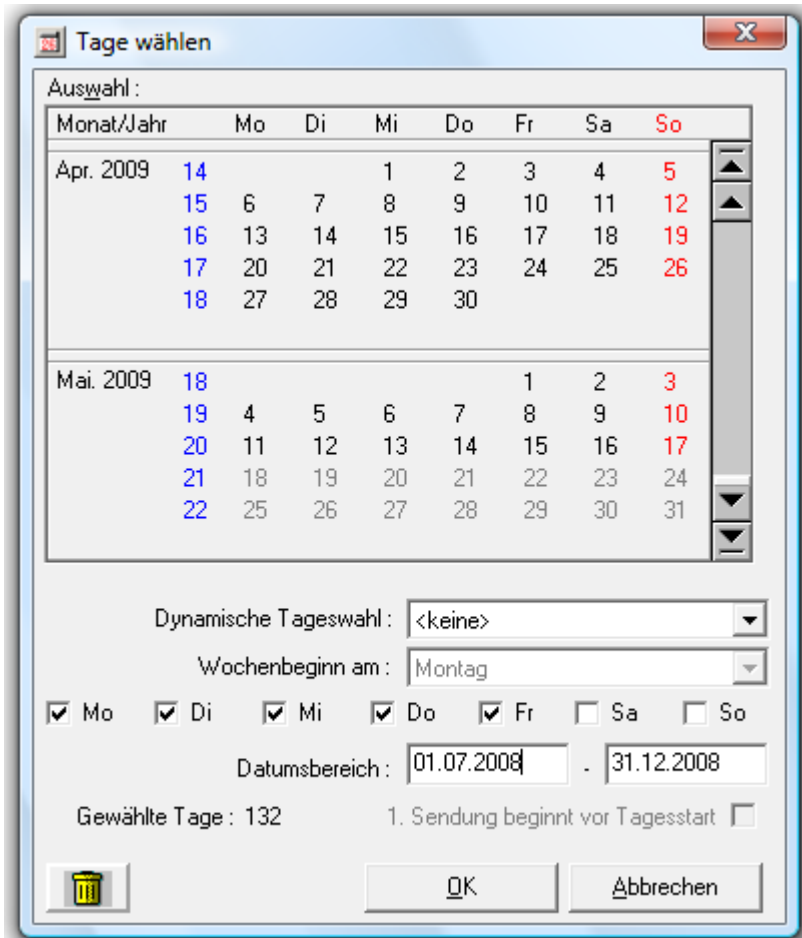 Tage wählen
Auswahl :
Monat/Jahr Mo Di Mi Do Fr Sa So
Apr. 2009 14 1 2 3 4 5
15 6 7 8 9 10 11 12
16 13 14 15 16 17 18 19
17 20 21 22 23 24 25 26
18 27 28 29 30
Mai. 2009 18 1 2 3
19 4 5 6 7 8 9 10
20 11 12 13 14 15 16 17
21 18 19 20 21 22 23 24
22 25 26 27 28 29 30 31
Dynamische Tageswahl : <keine>
Wochenbeginn am : Montag
Mo Di Mi Do Fr Sa So
Datumsbereich : 01.07.2008 - 31.12.2008
Gewählte Tage : 132 1. Sendung beginnt vor Tagesstart
OK Abbrechen